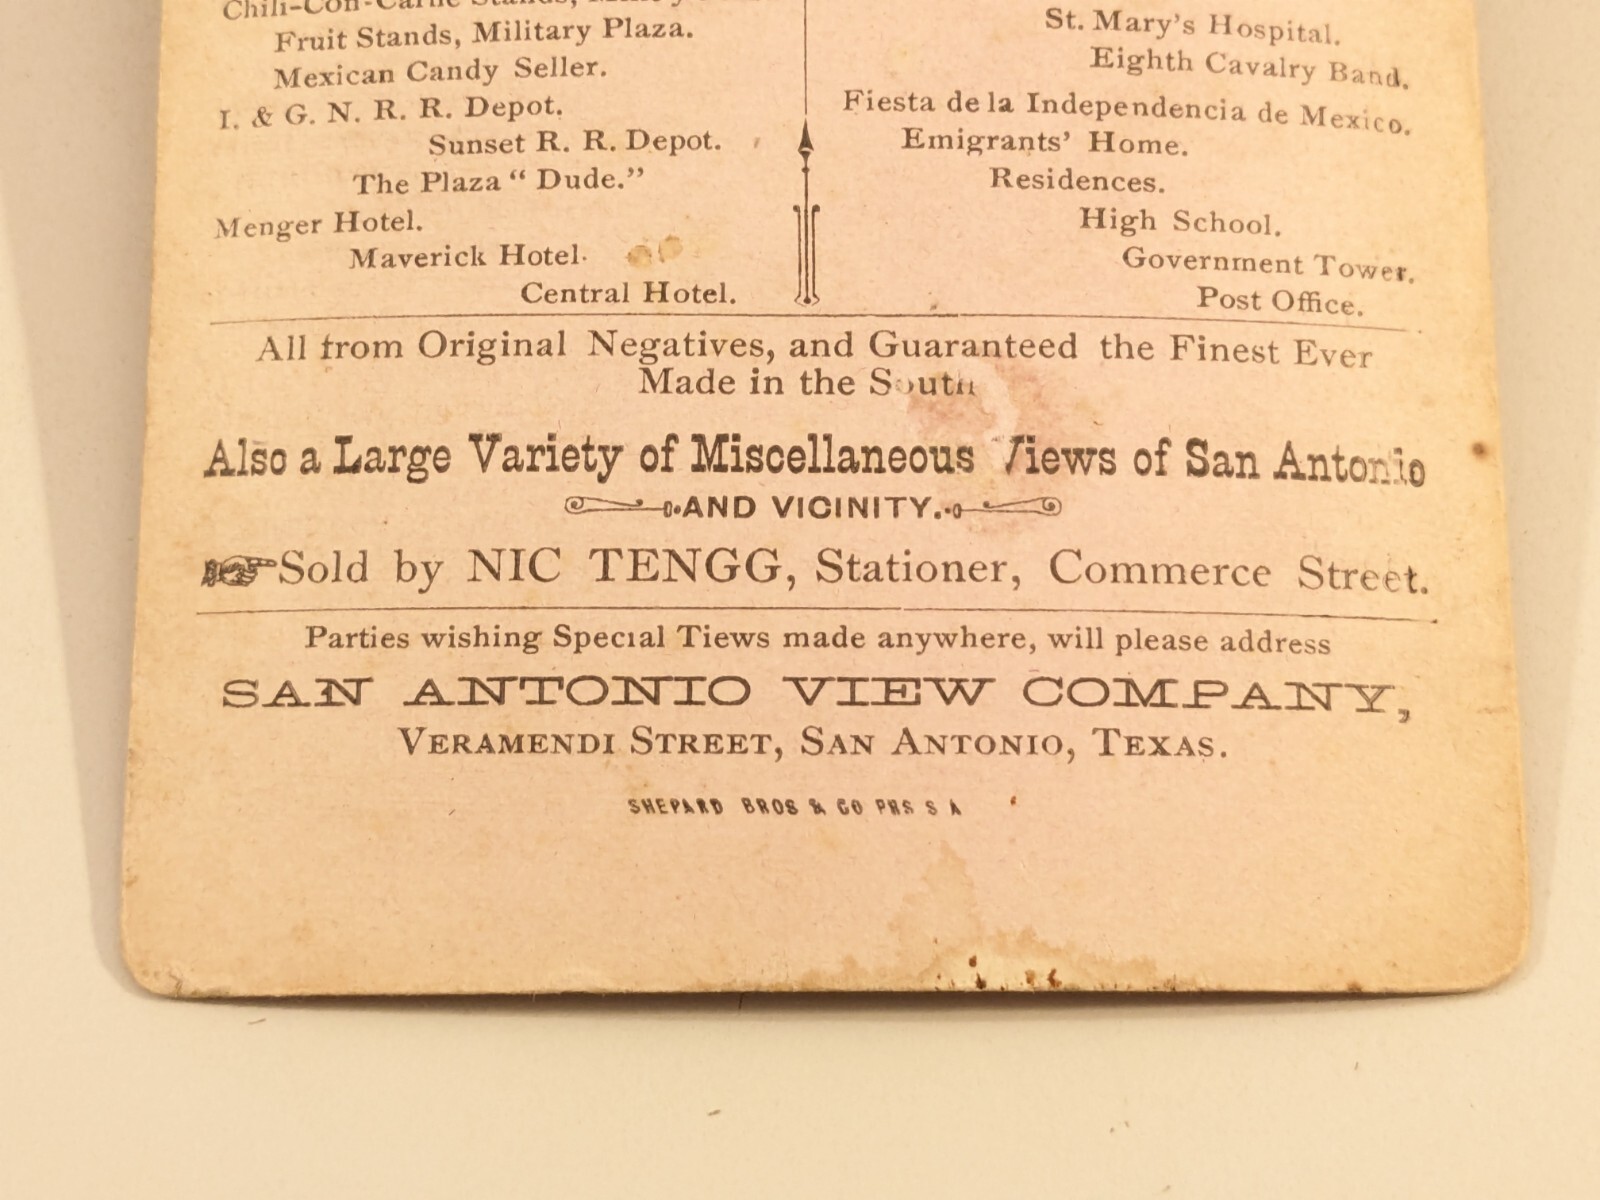 Chili-Con-Carne Stands,
Fruit Stands, Military Plaza.
Mexican Candy Seller.
I. & G. N. R. R. Depot.
Sunset R. R. Depot.
The Plaza “ Dude.”
Menger Hotel.
Maverick Hotel.
Central Hotel.
St. Mary’s Hospital.
Eighth Cavalry Band.
Fiesta de la Independencia de Mexico.
Emigrants’ Home.
Residences.
High School.
Government Tower.
Post Office.
All from Original Negatives, and Guaranteed the Finest Ever
Made in the South
Also a Large Variety of Miscellaneous Views of San Antonio
AND VICINITY.
Sold by NIC TENGG, Stationer, Commerce Street.
Parties wishing Special Tiews made anywhere, will please address
SAN ANTONIO VIEW COMPANY,
VERAMENDI STREET, SAN ANTONIO, TEXAS.
SHEPARD BROS & CO PRS S A